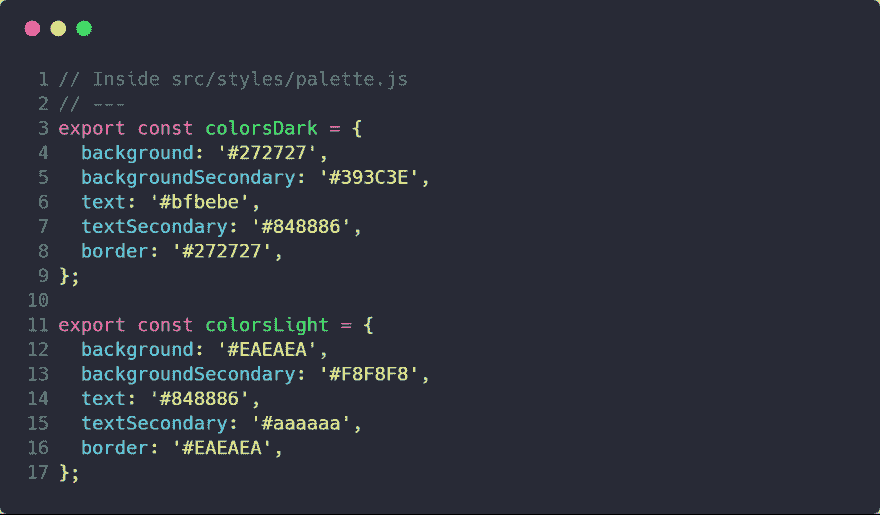 1 // Inside src/styles/palette.js
2 // ---
3 export const colorsDark = {
4   background: '#272727',
5   backgroundSecondary: '#393C3E',
6   text: '#bfbebe',
7   textSecondary: '#848886',
8   border: '#272727',
9 };
10
11 export const colorsLight = {
12   background: '#EAEAEA',
13   backgroundSecondary: '#F8F8F8',
14   text: '#848886',
15   textSecondary: '#aaaaaa',
16   border: '#EAEAEA',
17 };